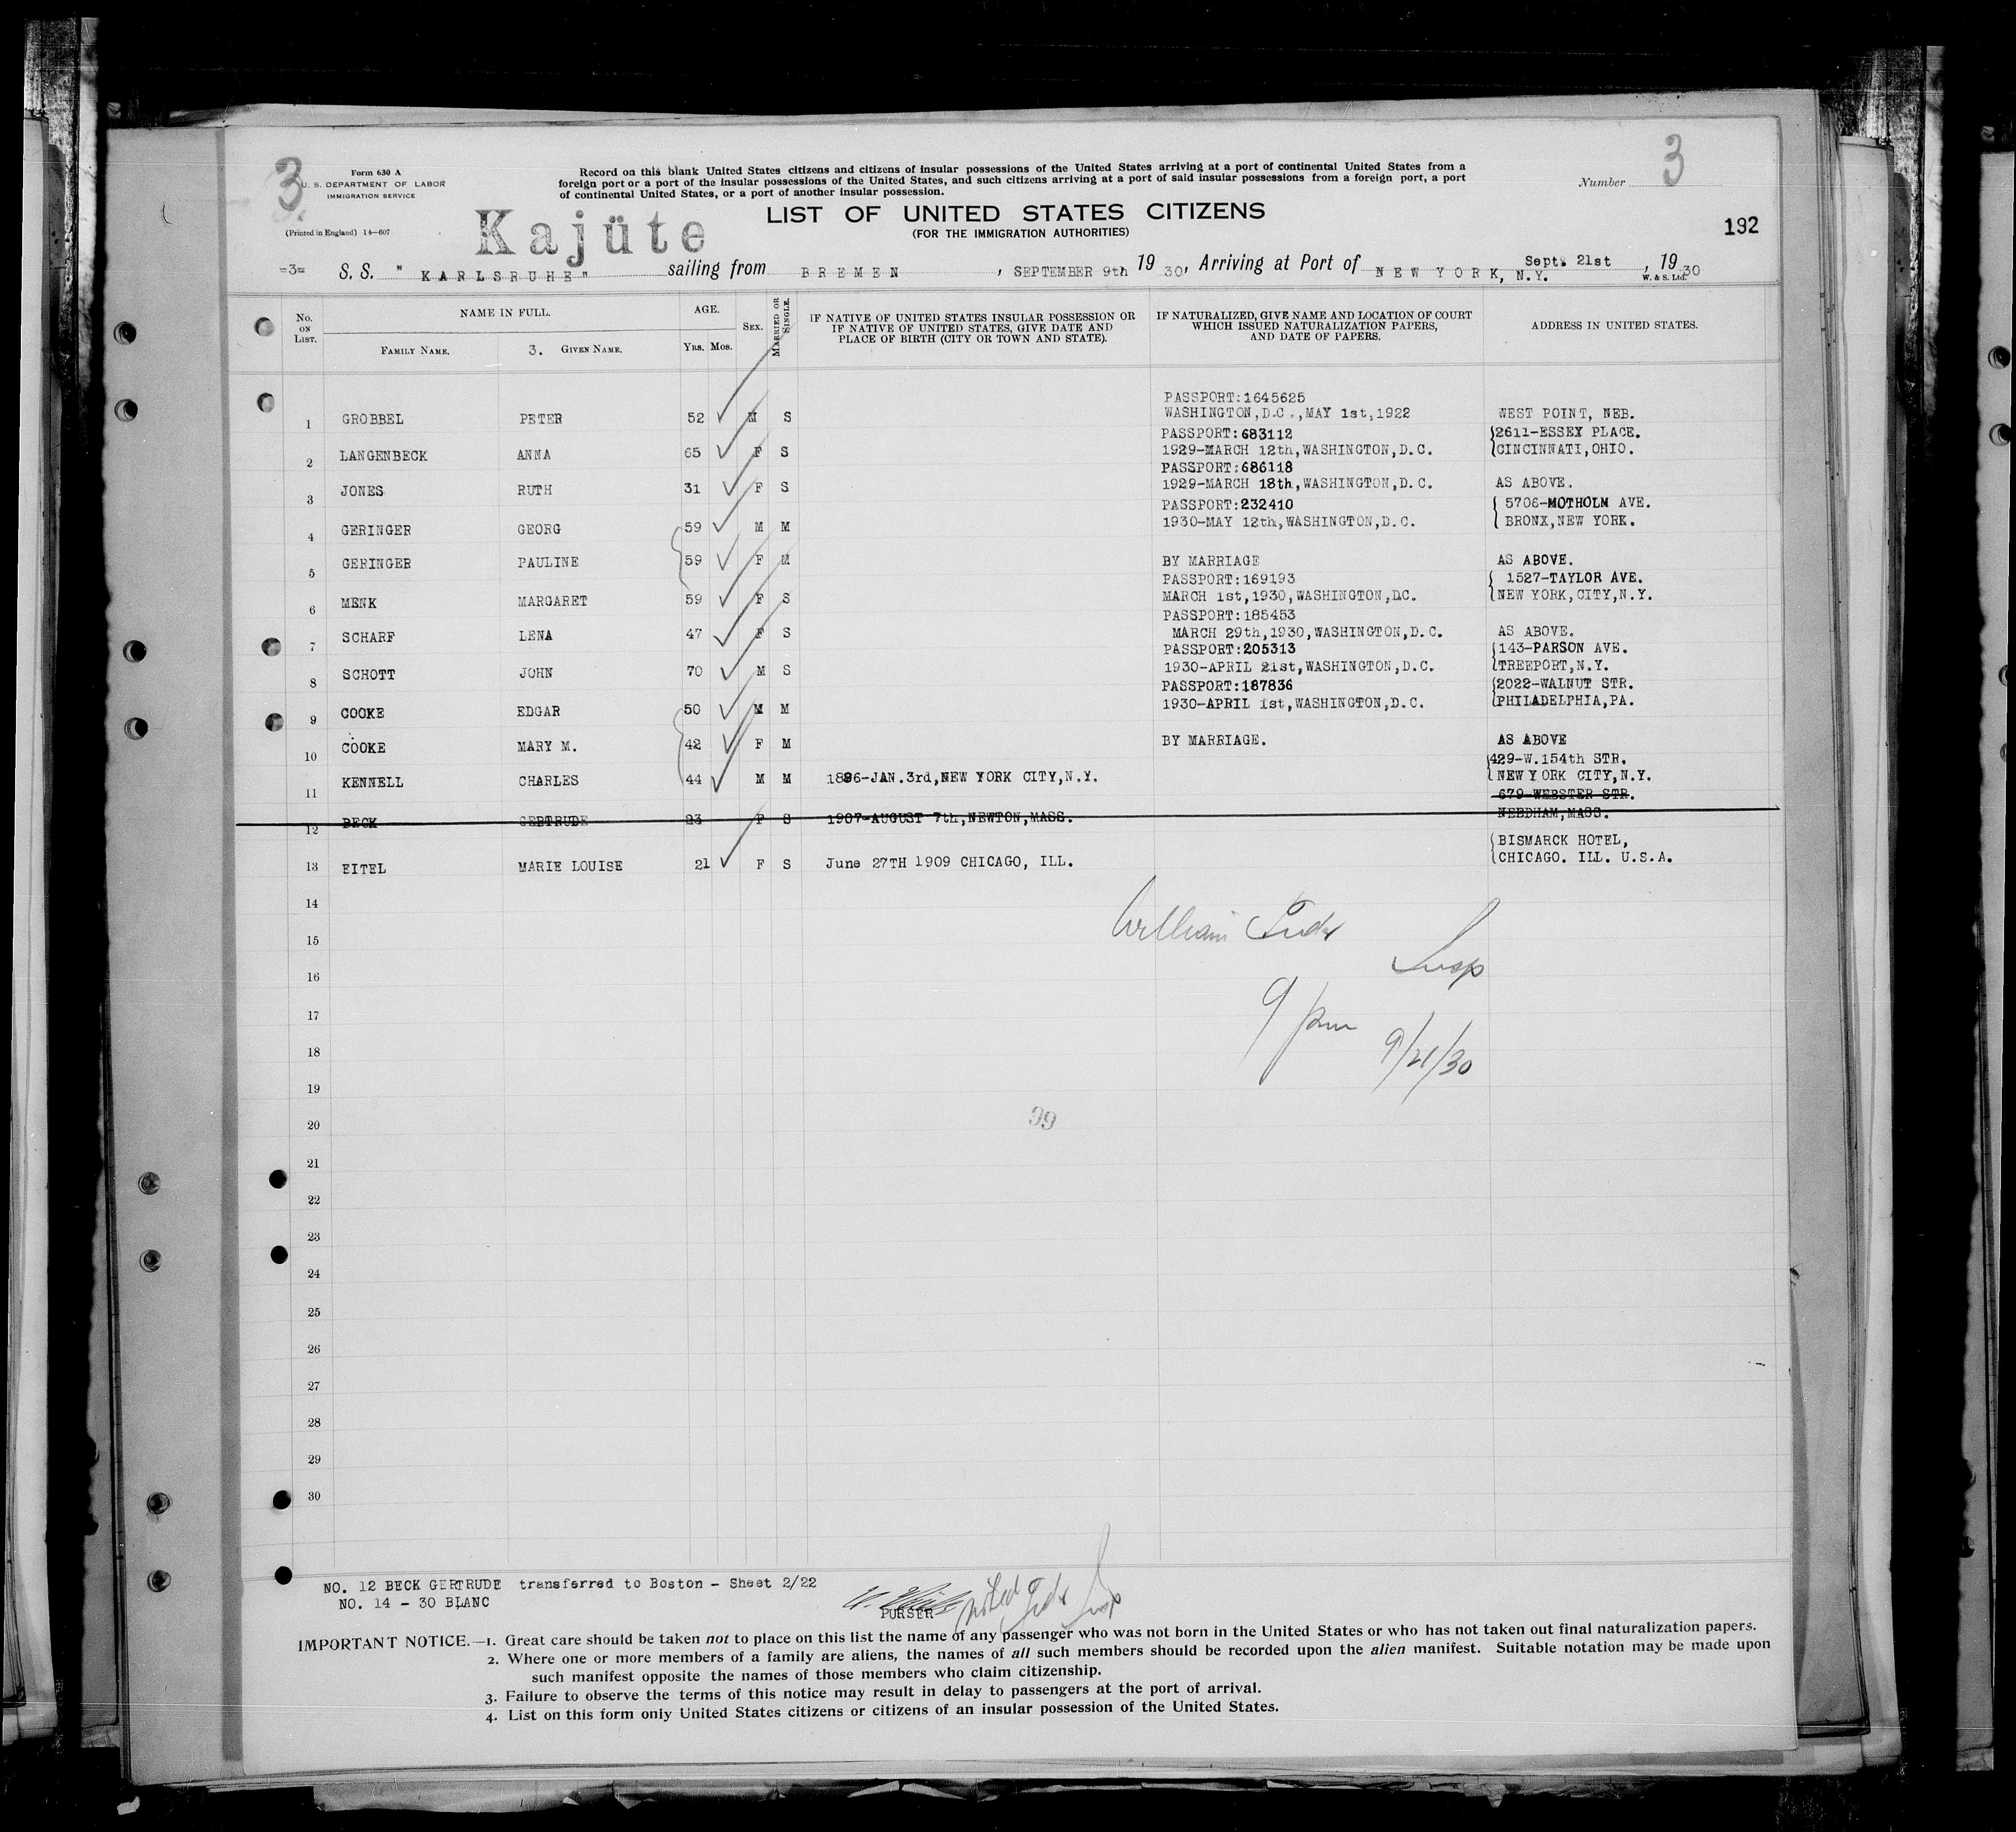 3
Form 630 A
U. S. DEPARTMENT OF LABOR
IMMIGRATION SERVICE
(Printed in England) 14—607
Record on this blank United States citizens and citizens of insular possessions of the United States arriving at a port of continental United States from a
foreign port or a port of the insular possessions of the United States, and such citizens arriving at a port of said insular possessions from a foreign port, a port
of continental United States, or a port of another insular possession.
Number 3
Kajüte
LIST OF UNITED STATES CITIZENS
(FOR THE IMMIGRATION AUTHORITIES)
192
=3= S.S. "KARLSRUHE" sailing from BREMEN, SEPTEMBER 9th 1930, Arriving at Port of NEW YORK, N.Y. Sept. 21st, 1930
W. & S. Ltd.
No. ON LIST. NAME IN FULL. AGE. SEX. MARRIED OR SINGLE. IF NATIVE OF UNITED STATES INSULAR POSSESSION OR IF NATIVE OF UNITED STATES, GIVE DATE AND PLACE OF BIRTH (CITY OR TOWN AND STATE). IF NATURALIZED, GIVE NAME AND LOCATION OF COURT WHICH ISSUED NATURALIZATION PAPERS, AND DATE OF PAPERS. ADDRESS IN UNITED STATES.
FAMILY NAME. 3. GIVEN NAME. Yrs. Mos.
PASSPORT:1645625
1 GROBBEL PETER 52 M S WASHINGTON,D.C.,MAY 1st,1922 WEST POINT, NEB.
PASSPORT:683112 2611-ESSEX PLACE.
2 LANGENBECK ANNA 65 F S 1929-MARCH 12th,WASHINGTON,D.C. CINCINNATI,OHIO.
PASSPORT:686118
3 JONES RUTH 31 F S 1929-MARCH 18th,WASHINGTON,D.C. AS ABOVE.
PASSPORT:232410 5706-MOTHOLM AVE.
4 GERINGER GEORG 59 M M 1930-MAY 12th,WASHINGTON,D.C. BRONX,NEW YORK.
5 GERINGER PAULINE 59 F M BY MARRIAGE AS ABOVE.
PASSPORT:169193 1527-TAYLOR AVE.
6 MENK MARGARET 59 F S MARCH 1st,1930,WASHINGTON,DC. NEW YORK,CITY,N.Y.
PASSPORT:185453
7 SCHARF LENA 47 F S MARCH 29th,1930,WASHINGTON,D.C. AS ABOVE.
PASSPORT:205313 143-PARSON AVE.
8 SCHOTT JOHN 70 M S 1930-APRIL 21st,WASHINGTON,D.C. TREEPORT,N.Y.
PASSPORT:187836 2022-WALNUT STR.
9 COOKE EDGAR 50 M M 1930-APRIL 1st,WASHINGTON,D.C. PHILADELPHIA,PA.
10 COOKE MARY M. 42 F M BY MARRIAGE. AS ABOVE
429-W.154th STR.
11 KENNELL CHARLES 44 M M 1886-JAN.3rd,NEW YORK CITY,N.Y. NEW YORK CITY,N.Y.
679-WEBSTER STR.
12 BECK GERTRUDE 23 F S 1907-AUGUST 7th,NEWTON,MASS. NEEDHAM,MASS.
BISMARCK HOTEL,
13 EITEL MARIE LOUISE 21 F S June 27TH 1909 CHICAGO, ILL. CHICAGO. ILL. U.S.A.
14
William
15
Insp
16
17
9 pm
18
9/21/30
19
20
99
21
22
23
24
25
26
27
28
29
30
NO. 12 BECK GERTRUDE transferred to Boston - Sheet 2/22
NO. 14 - 30 BLANC
PURSER
Noted Insp
IMPORTANT NOTICE.—1. Great care should be taken not to place on this list the name of any passenger who was not born in the United States or who has not taken out final naturalization papers.
2. Where one or more members of a family are aliens, the names of all such members should be recorded upon the alien manifest. Suitable notation may be made upon
such manifest opposite the names of those members who claim citizenship.
3. Failure to observe the terms of this notice may result in delay to passengers at the port of arrival.
4. List on this form only United States citizens or citizens of an insular possession of the United States.